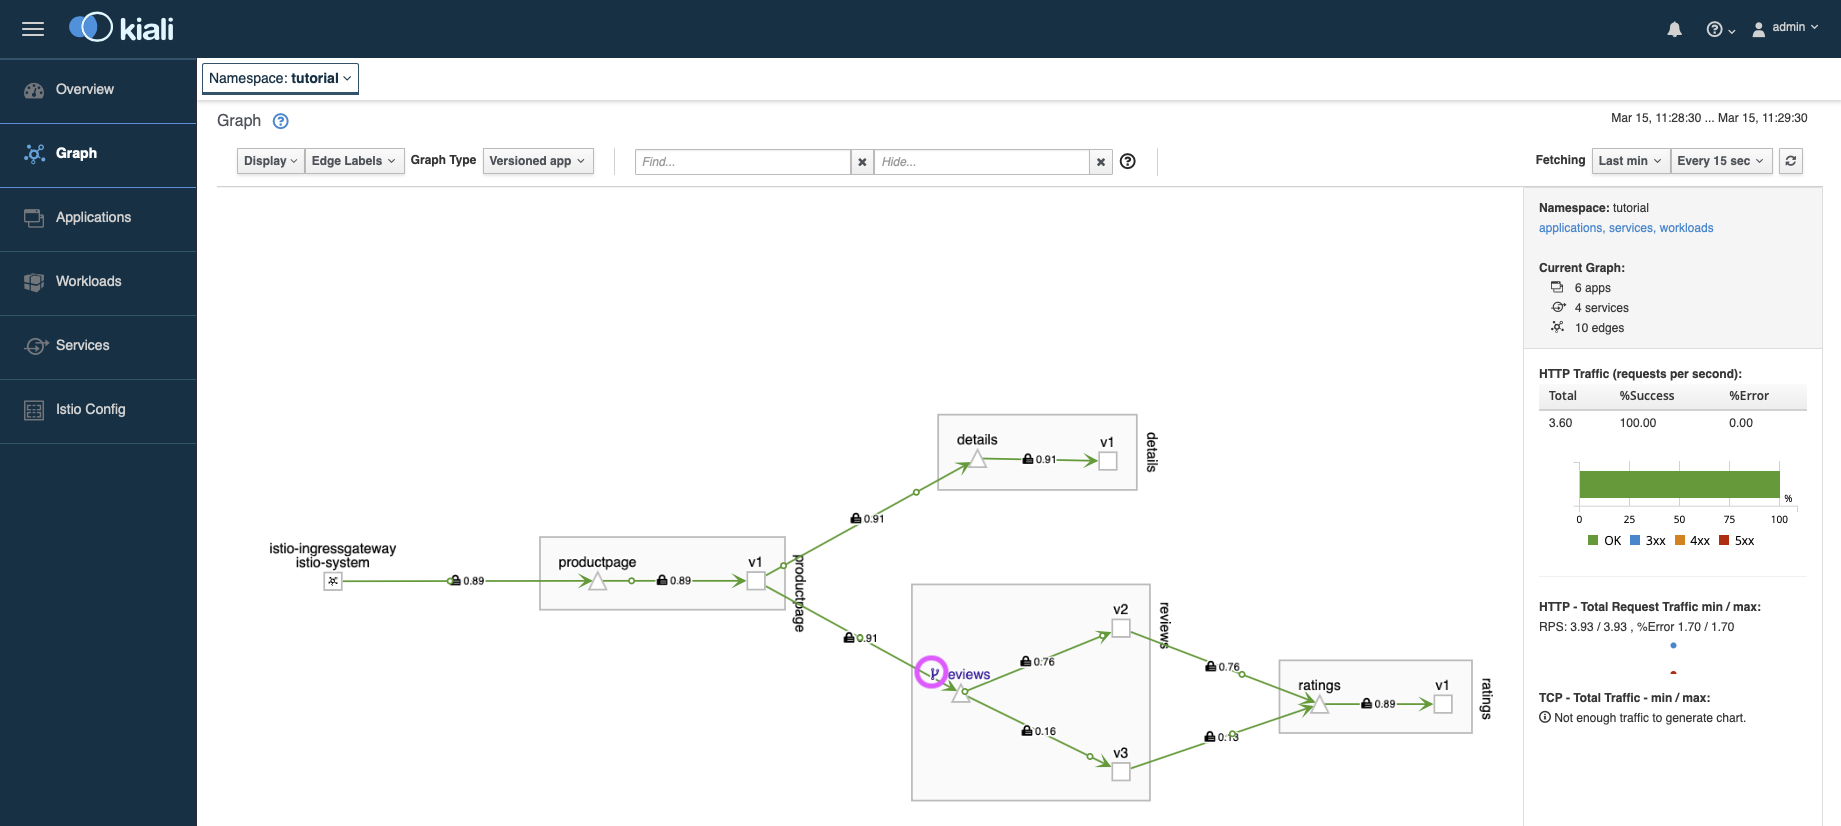 kiali
admin
Overview
Graph
Applications
Workloads
Services
Istio Config
Namespace: tutorial
Graph
Mar 15, 11:28:30 ... Mar 15, 11:29:30
Display
Edge Labels
Graph Type
Versioned app
Find...
Hide...
Fetching
Last min
Every 15 sec
istio-ingressgateway
istio-system
0.89
productpage
0.89
v1
productpage
0.91
details
0.91
v1
details
0.91
eviews
0.76
v2
reviews
0.16
v3
0.76
0.13
ratings
0.89
v1
ratings
Namespace: tutorial
applications, services, workloads
Current Graph:
6 apps
4 services
10 edges
HTTP Traffic (requests per second):
Total %Success %Error
3.60 100.00 0.00
%
0 25 50 75 100
OK 3xx 4xx 5xx
HTTP - Total Request Traffic min / max:
RPS: 3.93 / 3.93 , %Error 1.70 / 1.70
TCP - Total Traffic - min / max:
Not enough traffic to generate chart.